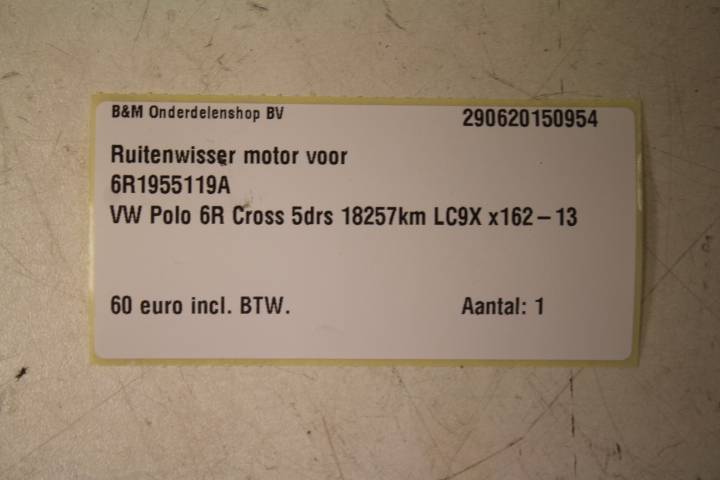 B&M Onderdelenshop BV 290620150954
Ruitenwisser motor voor
6R1955119A
VW Polo 6R Cross 5drs 18257km LC9X x162-13
60 euro incl. BTW. Aantal: 1